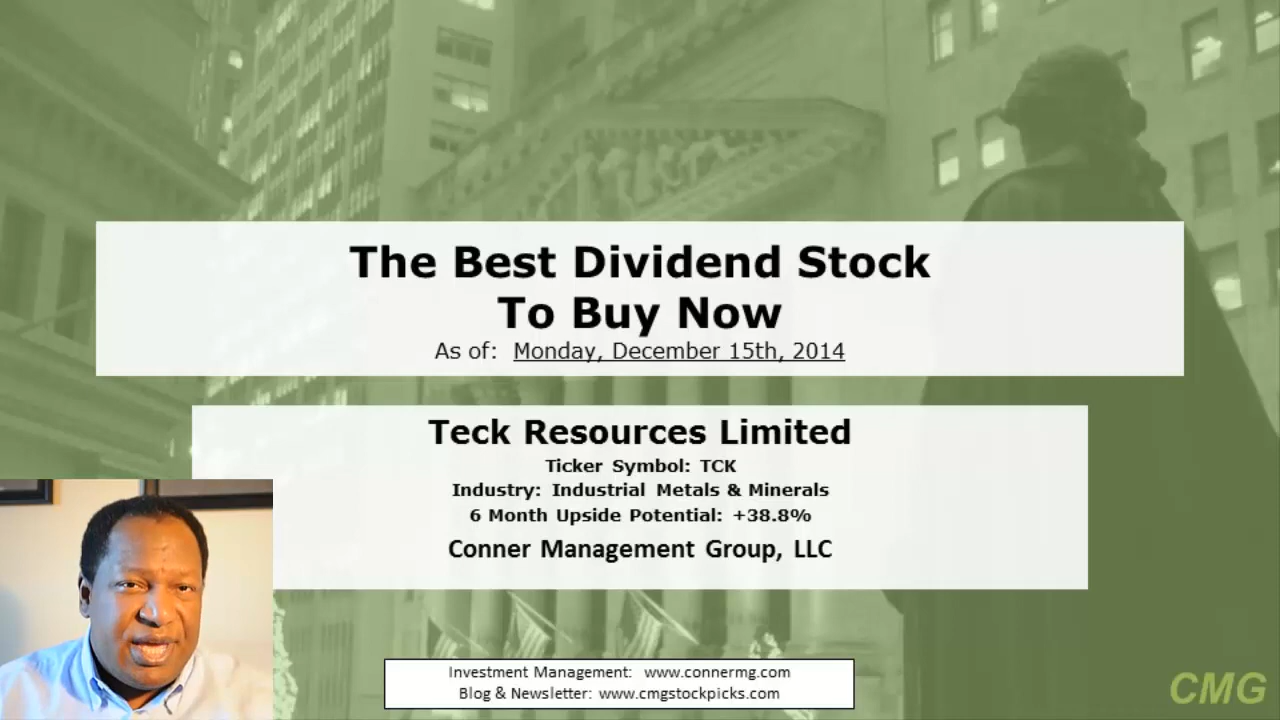 The Best Dividend Stock
To Buy Now
As of: Monday, December 15th, 2014
Teck Resources Limited
Ticker Symbol: TCK
Industry: Industrial Metals & Minerals
6 Month Upside Potential: +38.8%
Conner Management Group, LLC
Investment Management: www.connermg.com
Blog & Newsletter: www.cmgstockpicks.com
CMG